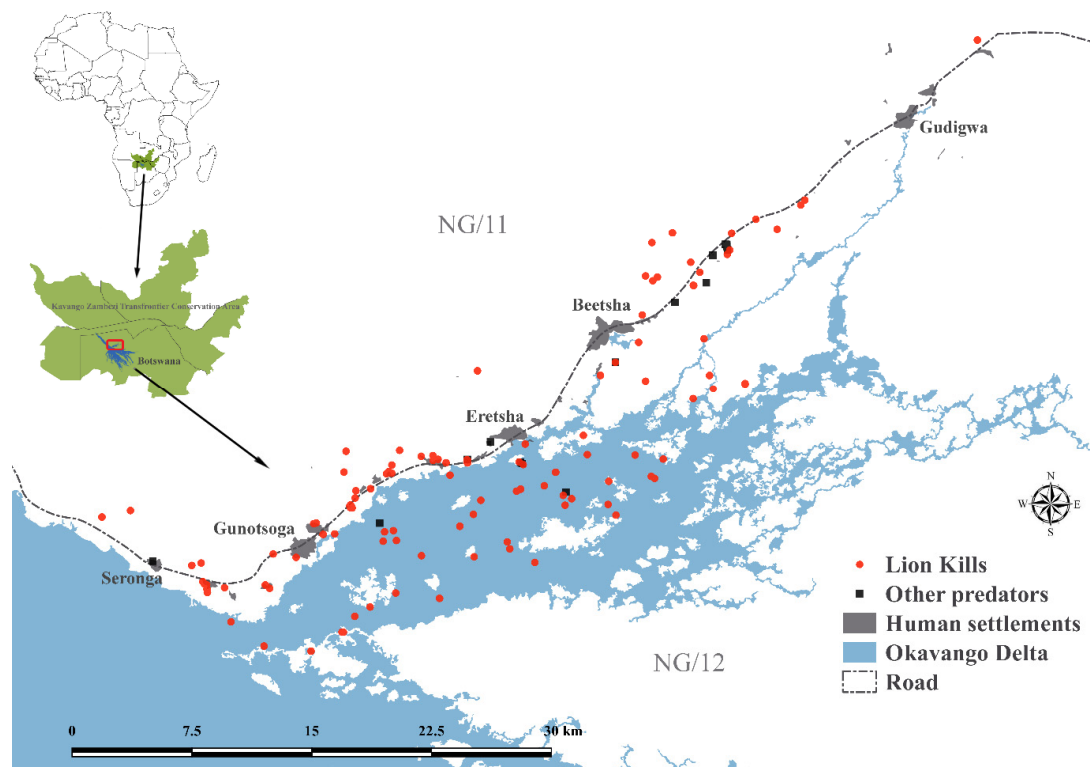 Gudigwa
NG/11
Beetsha
Kavango Zambezi Transfrontier Conservation Area
Botswana
Eretsha
Gunotsoga
Seronga
N
W E
S
Lion Kills
Other predators
Human settlements
Okavango Delta
Road
NG/12
0 7.5 15 22.5 30 km